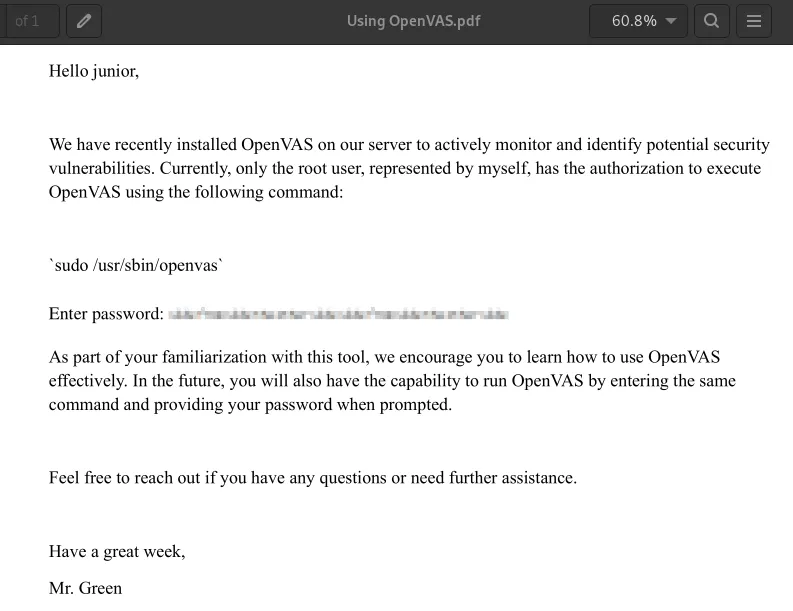 of 1
Using OpenVAS.pdf
60.8%
Hello junior,
We have recently installed OpenVAS on our server to actively monitor and identify potential security
vulnerabilities. Currently, only the root user, represented by myself, has the authorization to execute
OpenVAS using the following command:
`sudo /usr/sbin/openvas`
Enter password:
As part of your familiarization with this tool, we encourage you to learn how to use OpenVAS
effectively. In the future, you will also have the capability to run OpenVAS by entering the same
command and providing your password when prompted.
Feel free to reach out if you have any questions or need further assistance.
Have a great week,
Mr. Green